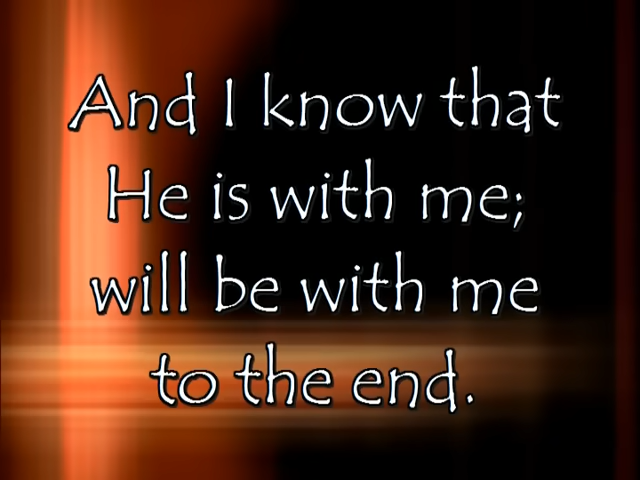 And I know that
He is with me;
will be with me
to the end.